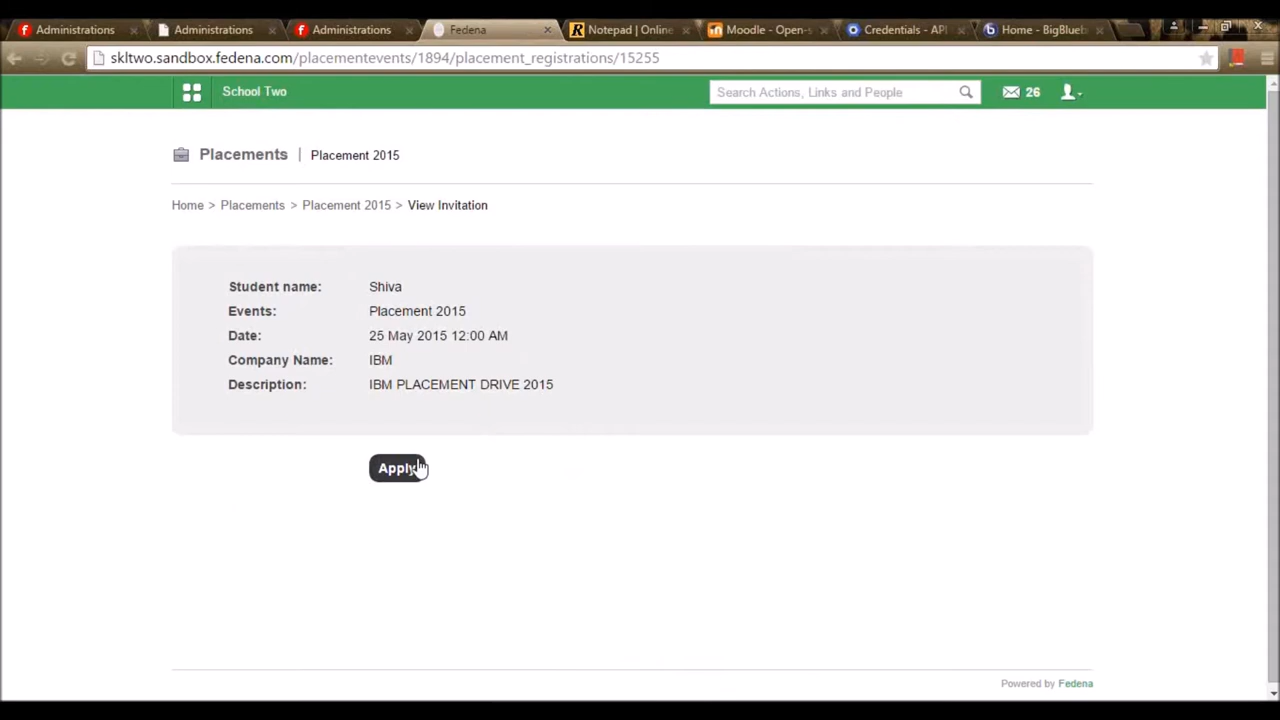 Administrations
Administrations
Administrations
Fedena
Notepad | Online
Moodle - Open-s
Credentials - API
Home - BigBlueb
skltwo.sandbox.fedena.com/placementevents/1894/placement_registrations/15255
School Two
Search Actions, Links and People
26
Placements | Placement 2015
Home > Placements > Placement 2015 > View Invitation
Student name: Shiva
Events: Placement 2015
Date: 25 May 2015 12:00 AM
Company Name: IBM
Description: IBM PLACEMENT DRIVE 2015
Apply
Powered by Fedena